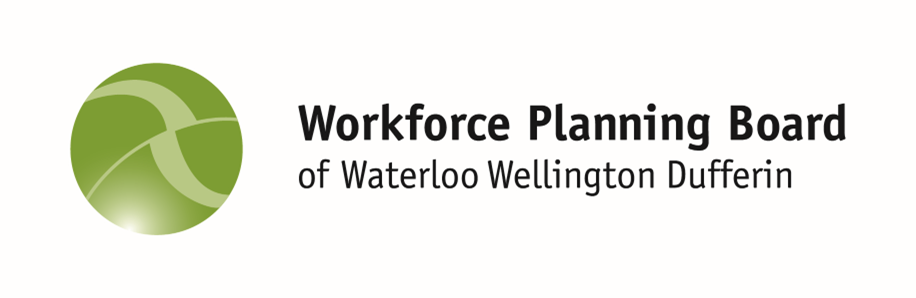 Workforce Planning Board
of Waterloo Wellington Dufferin